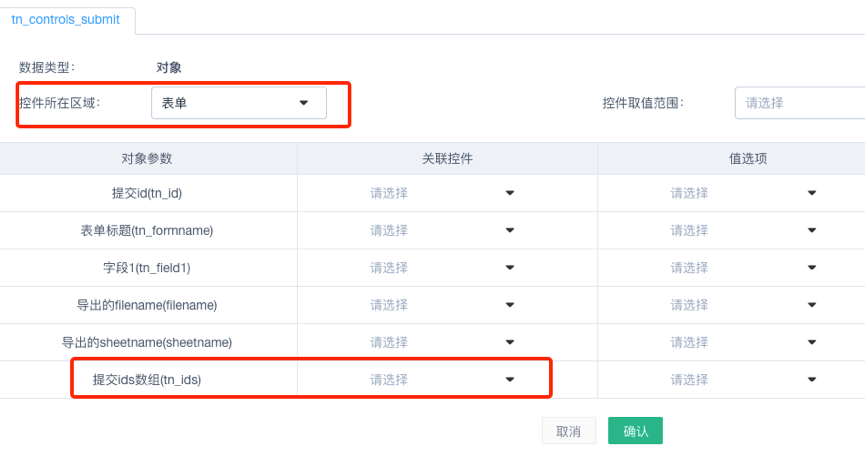 tn_controls_submit
数据类型： 对象
控件所在区域： 表单 控件取值范围： 请选择
对象参数 关联控件 值选项
提交id(tn_id) 请选择 请选择
表单标题(tn_formname) 请选择 请选择
字段1(tn_field1) 请选择 请选择
导出的filename(filename) 请选择 请选择
导出的sheetname(sheetname) 请选择 请选择
提交ids数组(tn_ids) 请选择 请选择
取消 确认